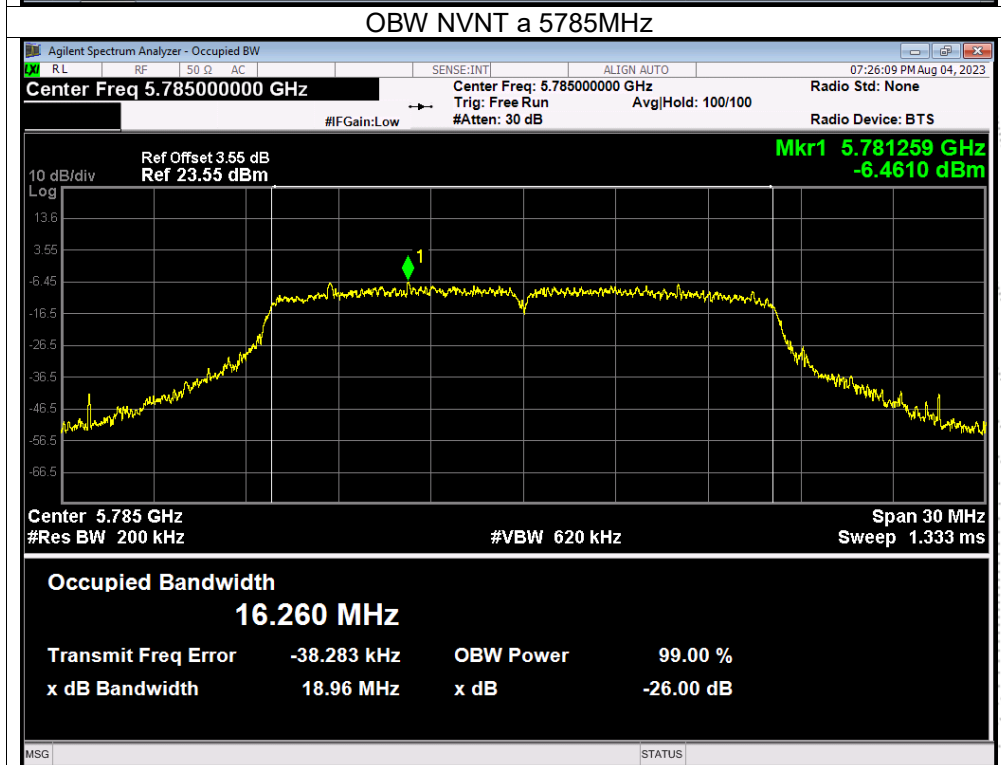 OBW NVNT a 5785MHz
Agilent Spectrum Analyzer - Occupied BW
LXI RL RF 50 Ω AC SENSE:INT ALIGN AUTO 07:26:09 PM Aug 04, 2023
Center Freq 5.785000000 GHz Center Freq: 5.785000000 GHz Radio Std: None
Trig: Free Run Avg|Hold: 100/100
#IFGain:Low #Atten: 30 dB Radio Device: BTS
Ref Offset 3.55 dB Mkr1 5.781259 GHz
10 dB/div Ref 23.55 dBm -6.4610 dBm
Log
13.6
3.55
1
-6.45
-16.5
-26.5
-36.5
-46.5
-56.5
-66.5
Center 5.785 GHz Span 30 MHz
#Res BW 200 kHz #VBW 620 kHz Sweep 1.333 ms
Occupied Bandwidth
16.260 MHz
Transmit Freq Error -38.283 kHz OBW Power 99.00 %
x dB Bandwidth 18.96 MHz x dB -26.00 dB
MSG STATUS